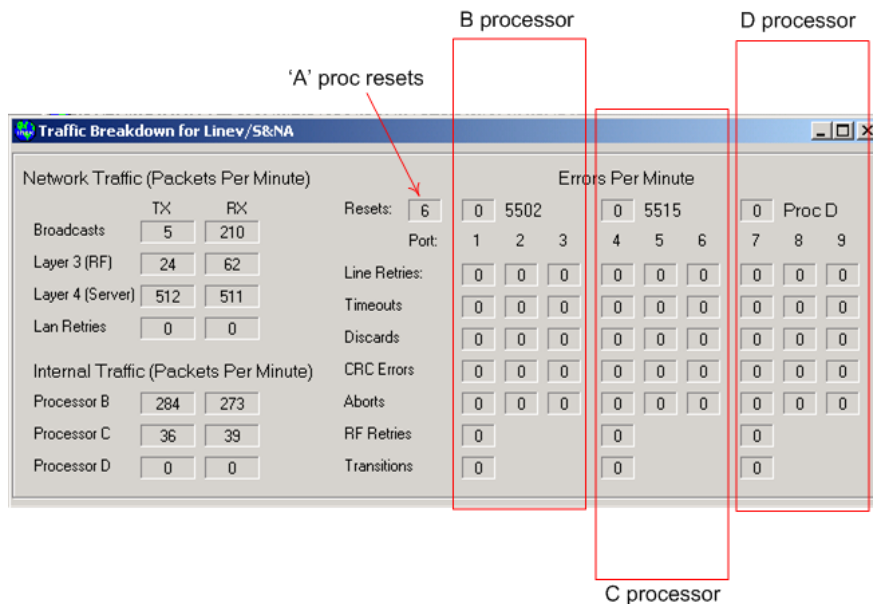 B processor
D processor
'A' proc resets
Traffic Breakdown for Linev/S&NA
Network Traffic (Packets Per Minute)
Errors Per Minute
TX RX
Resets: 6 0 5502 0 5515 0 Proc D
Broadcasts 5 210
Port: 1 2 3 4 5 6 7 8 9
Layer 3 (RF) 24 62
Line Retries: 0 0 0 0 0 0 0 0 0
Layer 4 (Server) 512 511
Timeouts 0 0 0 0 0 0 0 0 0
Lan Retries 0 0
Discards 0 0 0 0 0 0 0 0 0
Internal Traffic (Packets Per Minute)
CRC Errors 0 0 0 0 0 0 0 0 0
Processor B 284 273
Aborts 0 0 0 0 0 0 0 0 0
Processor C 36 39
RF Retries 0 0 0
Processor D 0 0
Transitions 0 0 0
C processor